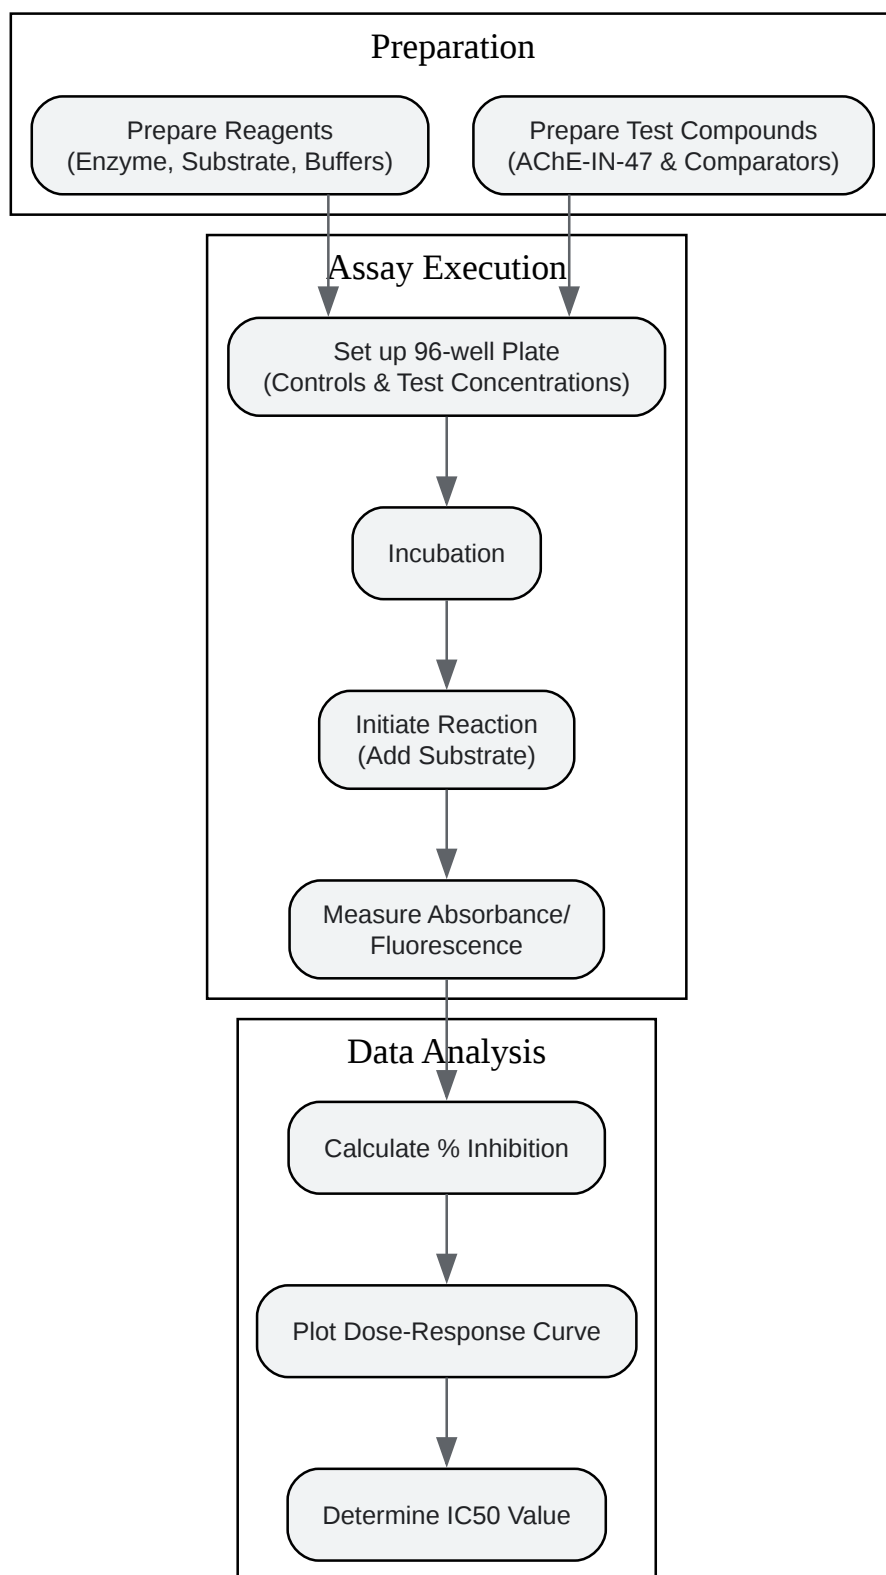 Preparation
Prepare Reagents
(Enzyme, Substrate, Buffers)
Prepare Test Compounds
(AChE-IN-47 & Comparators)
Assay Execution
Set up 96-well Plate
(Controls & Test Concentrations)
Incubation
Initiate Reaction
(Add Substrate)
Measure Absorbance/
Fluorescence
Data Analysis
Calculate % Inhibition
Plot Dose-Response Curve
Determine IC50 Value